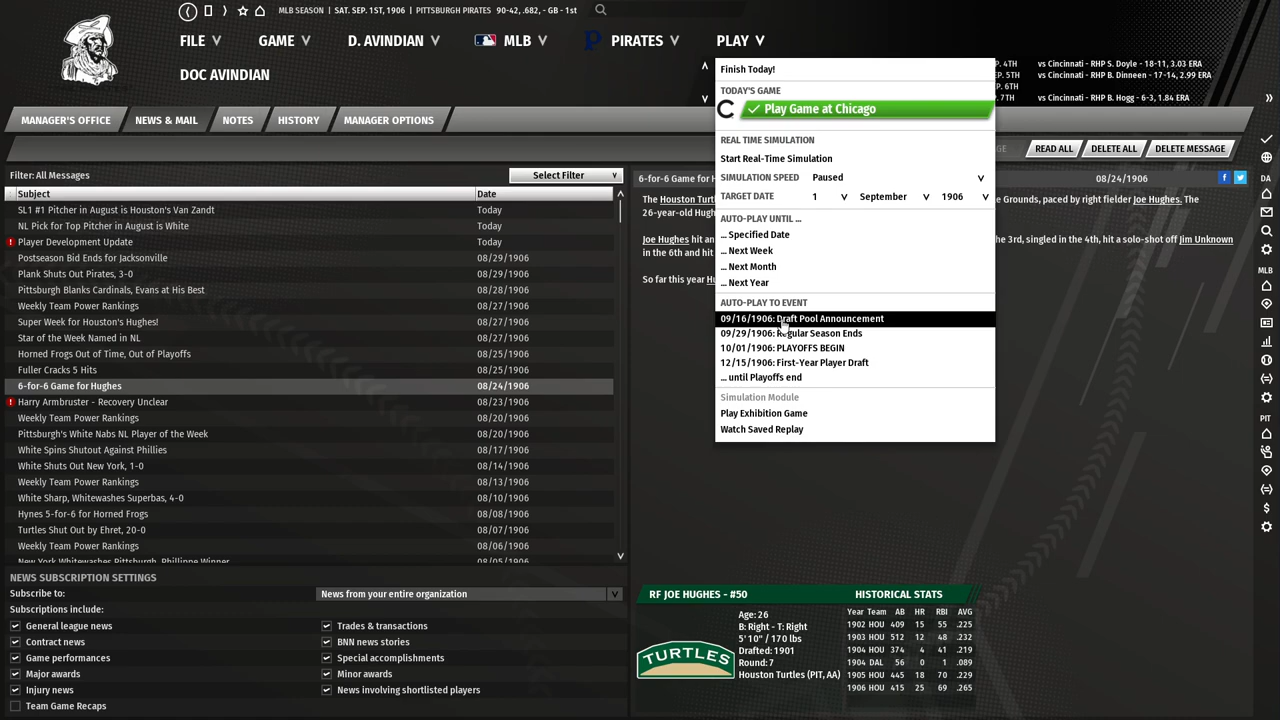 MLB SEASON | SAT. SEP. 1ST, 1906 | PITTSBURGH PIRATES 90-42, .682, - GB - 1st
FILE GAME D. AVINDIAN MLB PIRATES PLAY
DOC AVINDIAN
P. 4TH vs Cincinnati - RHP S. Doyle - 18-11, 3.03 ERA
P. 5TH vs Cincinnati - RHP B. Dinneen - 17-14, 2.99 ERA
P. 6TH
P. 7TH vs Cincinnati - RHP B. Hogg - 6-3, 1.84 ERA
MANAGER'S OFFICE NEWS & MAIL NOTES HISTORY MANAGER OPTIONS
GE READ ALL DELETE ALL DELETE MESSAGE
Filter: All Messages Select Filter
Subject Date
SL1 #1 Pitcher in August is Houston's Van Zandt Today
NL Pick for Top Pitcher in August is White Today
Player Development Update Today
Postseason Bid Ends for Jacksonville 08/29/1906
Plank Shuts Out Pirates, 3-0 08/29/1906
Pittsburgh Blanks Cardinals, Evans at His Best 08/28/1906
Weekly Team Power Rankings 08/27/1906
Super Week for Houston's Hughes! 08/27/1906
Star of the Week Named in NL 08/27/1906
Horned Frogs Out of Time, Out of Playoffs 08/25/1906
Fuller Cracks 5 Hits 08/25/1906
6-for-6 Game for Hughes 08/24/1906
Harry Armbruster - Recovery Unclear 08/23/1906
Weekly Team Power Rankings 08/20/1906
Pittsburgh's White Nabs NL Player of the Week 08/20/1906
White Spins Shutout Against Phillies 08/17/1906
White Shuts Out New York, 1-0 08/14/1906
Weekly Team Power Rankings 08/13/1906
White Sharp, Whitewashes Superbas, 4-0 08/10/1906
Hynes 5-for-6 for Horned Frogs 08/08/1906
Turtles Shut Out by Ehret, 20-0 08/07/1906
Weekly Team Power Rankings 08/06/1906
New York Whitewashes Pittsburgh, Phillippe Winner 08/05/1906
NEWS SUBSCRIPTION SETTINGS
Subscribe to: News from your entire organization
Subscriptions include:
General league news Trades & transactions
Contract news BNN news stories
Game performances Special accomplishments
Major awards Minor awards
Injury news News involving shortlisted players
Team Game Recaps
Finish Today!
TODAY'S GAME
C Play Game at Chicago
REAL TIME SIMULATION
Start Real-Time Simulation
SIMULATION SPEED Paused
TARGET DATE 1 September 1906
AUTO-PLAY UNTIL ...
... Specified Date
... Next Week
... Next Month
... Next Year
AUTO-PLAY TO EVENT
09/16/1906: Draft Pool Announcement
09/29/1906: Regular Season Ends
10/01/1906: PLAYOFFS BEGIN
12/15/1906: First-Year Player Draft
... until Playoffs end
Simulation Module
Play Exhibition Game
Watch Saved Replay
6-for-6 Game for H 08/24/1906
The Houston Turt e Grounds, paced by right fielder Joe Hughes. The
26-year-old Hugh
Joe Hughes hit an the 3rd, singled in the 4th, hit a solo-shot off Jim Unknown
in the 6th and hit
So far this year Hu
DA
MLB
PIT
RF JOE HUGHES - #50
TURTLES
Age: 26
B: Right - T: Right
5' 10" / 170 lbs
Drafted: 1901
Round: 7
Houston Turtles (PIT, AA)
HISTORICAL STATS
Year Team AB HR RBI AVG
1902 HOU 409 15 55 .225
1903 HOU 512 12 48 .232
1904 HOU 374 4 41 .219
1904 DAL 56 0 1 .089
1905 HOU 445 18 70 .229
1906 HOU 415 25 69 .265